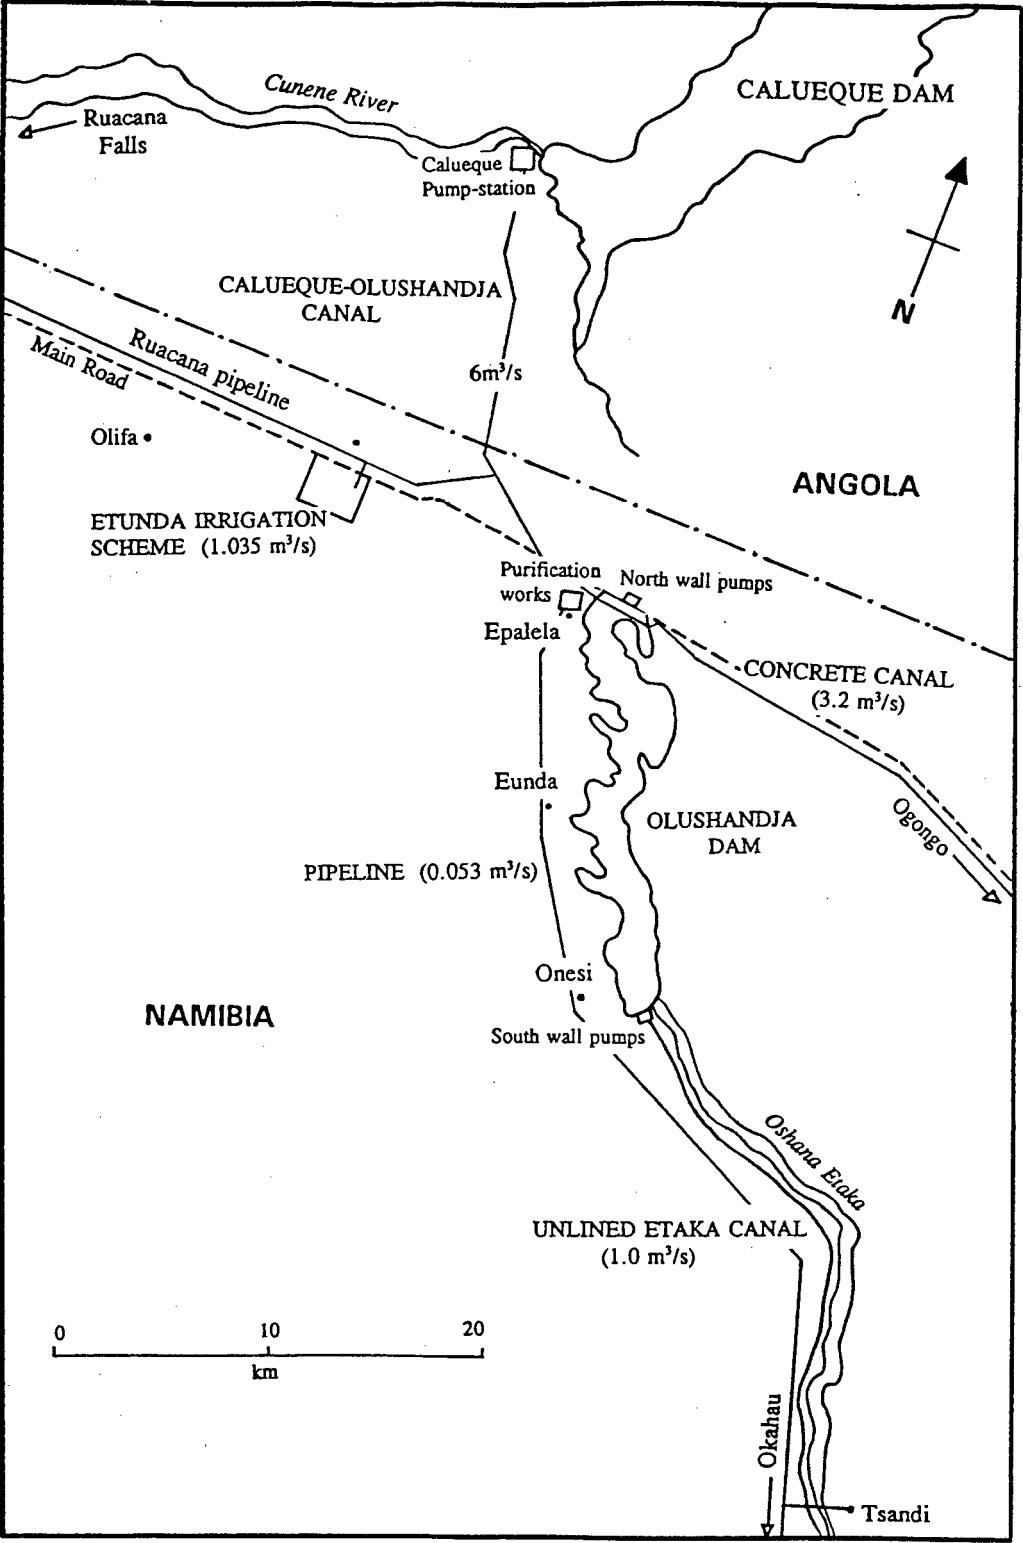 Cunene River
CALUEQUE DAM
Ruacana
Falls
Calueque
Pump-station
CALUEQUE-OLUSHANDJA
CANAL
N
Ruacana pipeline
Main Road
6m³/s
Olifa
ANGOLA
ETUNDA IRRIGATION
SCHEME (1.035 m³/s)
Purification
works
North wall pumps
Epalela
CONCRETE CANAL
(3.2 m³/s)
Eunda
OLUSHANDJA
DAM
Ogongo
PIPELINE (0.053 m³/s)
Onesi
NAMIBIA
South wall pumps
Oshana Etaka
UNLINED ETAKA CANAL
(1.0 m³/s)
0 10 20
km
Okahau
Tsandi